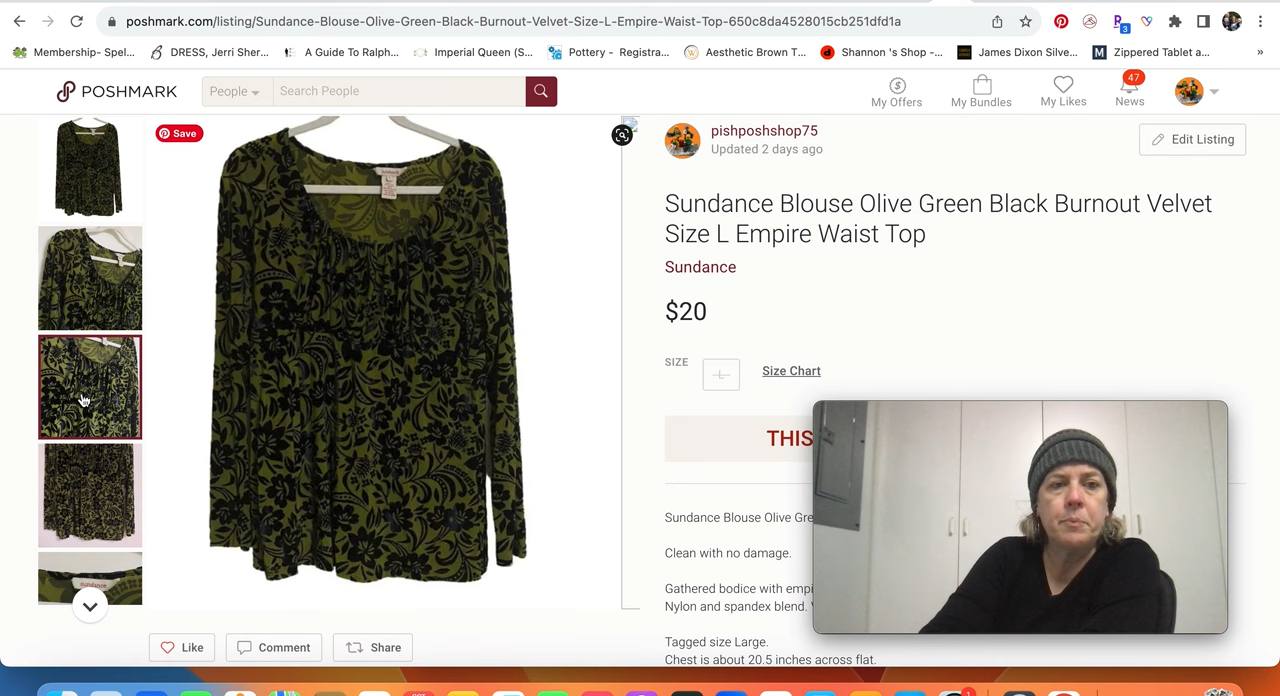 poshmark.com/listing/Sundance-Blouse-Olive-Green-Black-Burnout-Velvet-Size-L-Empire-Waist-Top-650c8da4528015cb251dfd1a
3
Membership- Spel...
DRESS, Jerri Sher...
A Guide To Ralph...
Imperial Queen (S...
Pottery - Registra...
Aesthetic Brown T...
Shannon 's Shop -...
James Dixon Silve...
M
Zippered Tablet a...
»
POSHMARK
People
Search People
My Offers
My Bundles
My Likes
47
News
Save
pishposhshop75
Updated 2 days ago
Edit Listing
Sundance Blouse Olive Green Black Burnout Velvet
Size L Empire Waist Top
Sundance
$20
SIZE
L
Size Chart
THIS
Sundance Blouse Olive Gre
Clean with no damage.
Gathered bodice with empi
Nylon and spandex blend.
Tagged size Large.
Chest is about 20.5 inches across flat.
sundance
Like
Comment
Share